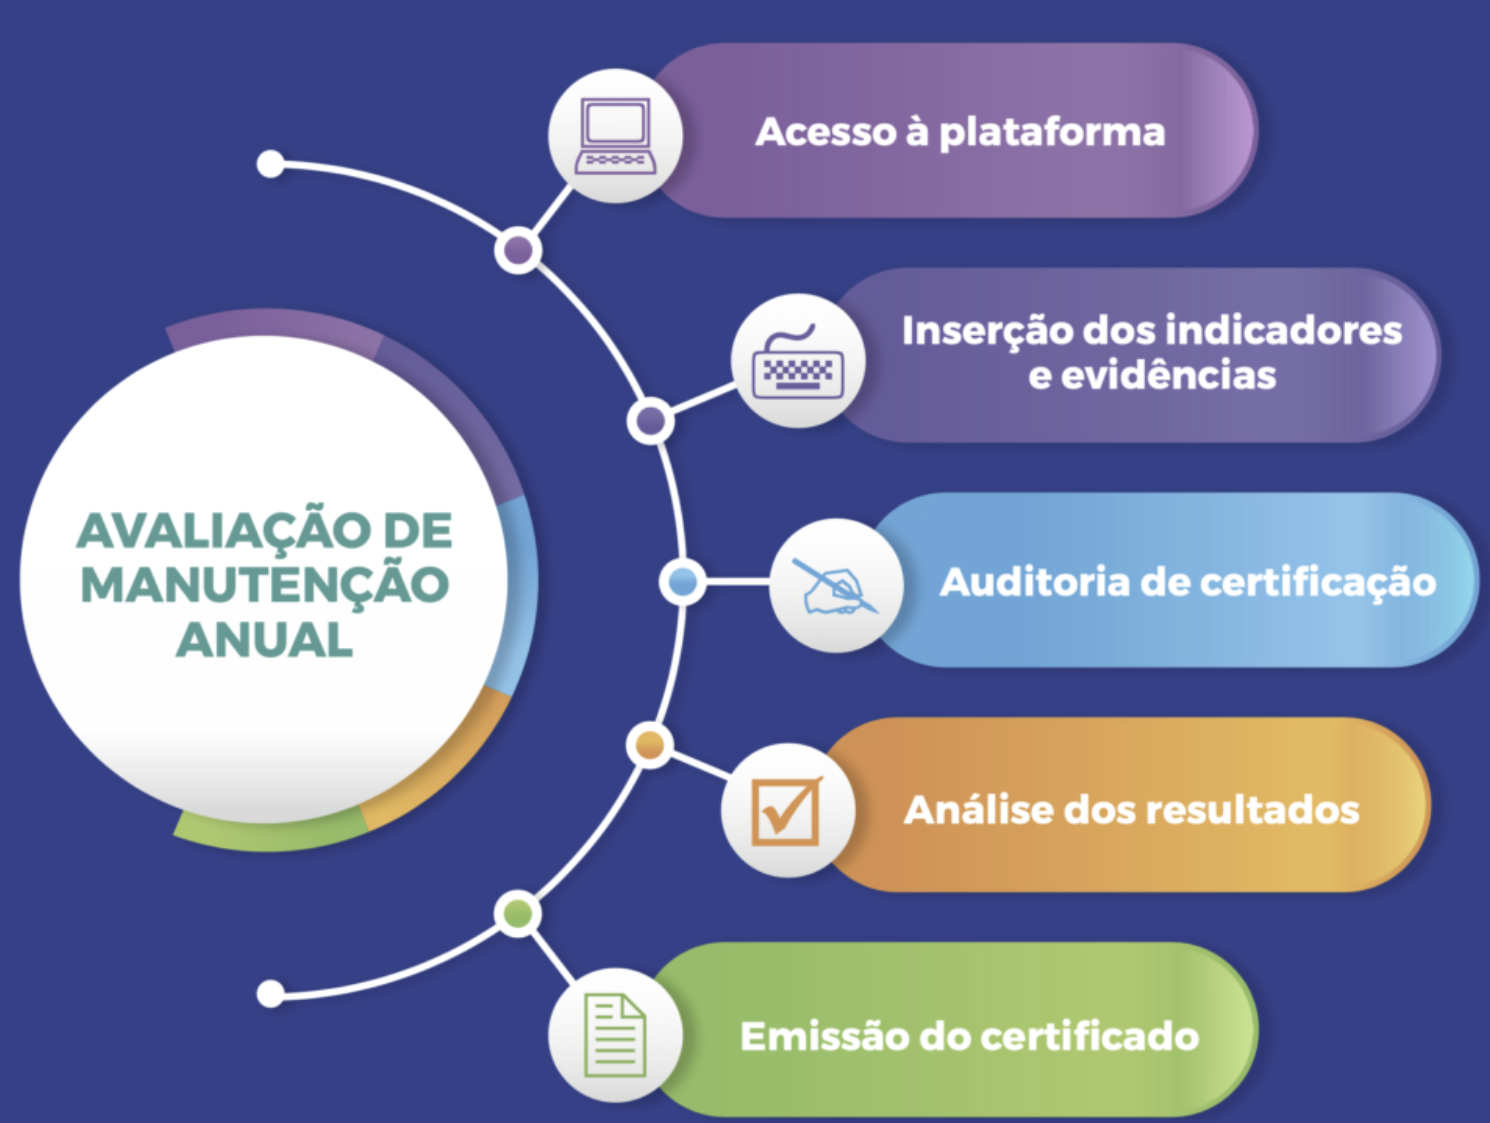 AVALIAÇÃO DE
MANUTENÇÃO
ANUAL
Acesso à plataforma
Inserção dos indicadores
e evidências
Auditoria de certificação
Análise dos resultados
Emissão do certificado